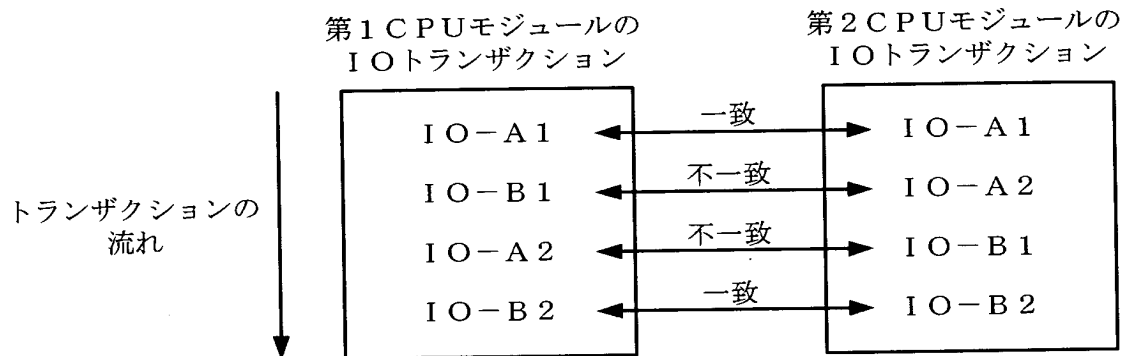 第1CPUモジュールの
IOトランザクション
第2CPUモジュールの
IOトランザクション
トランザクションの
流れ
IO-A1
一致
IO-A1
IO-B1
不一致
IO-A2
IO-A2
不一致
IO-B1
IO-B2
一致
IO-B2